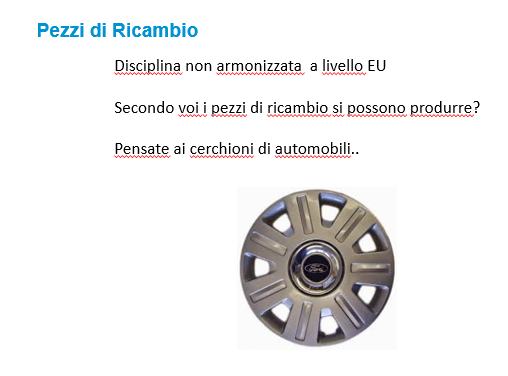 Pezzi di Ricambio
Disciplina non armonizzata  a livello EU
Secondo voi i pezzi di ricambio si possono produrre?
Pensate ai cerchioni di automobili..
Ford